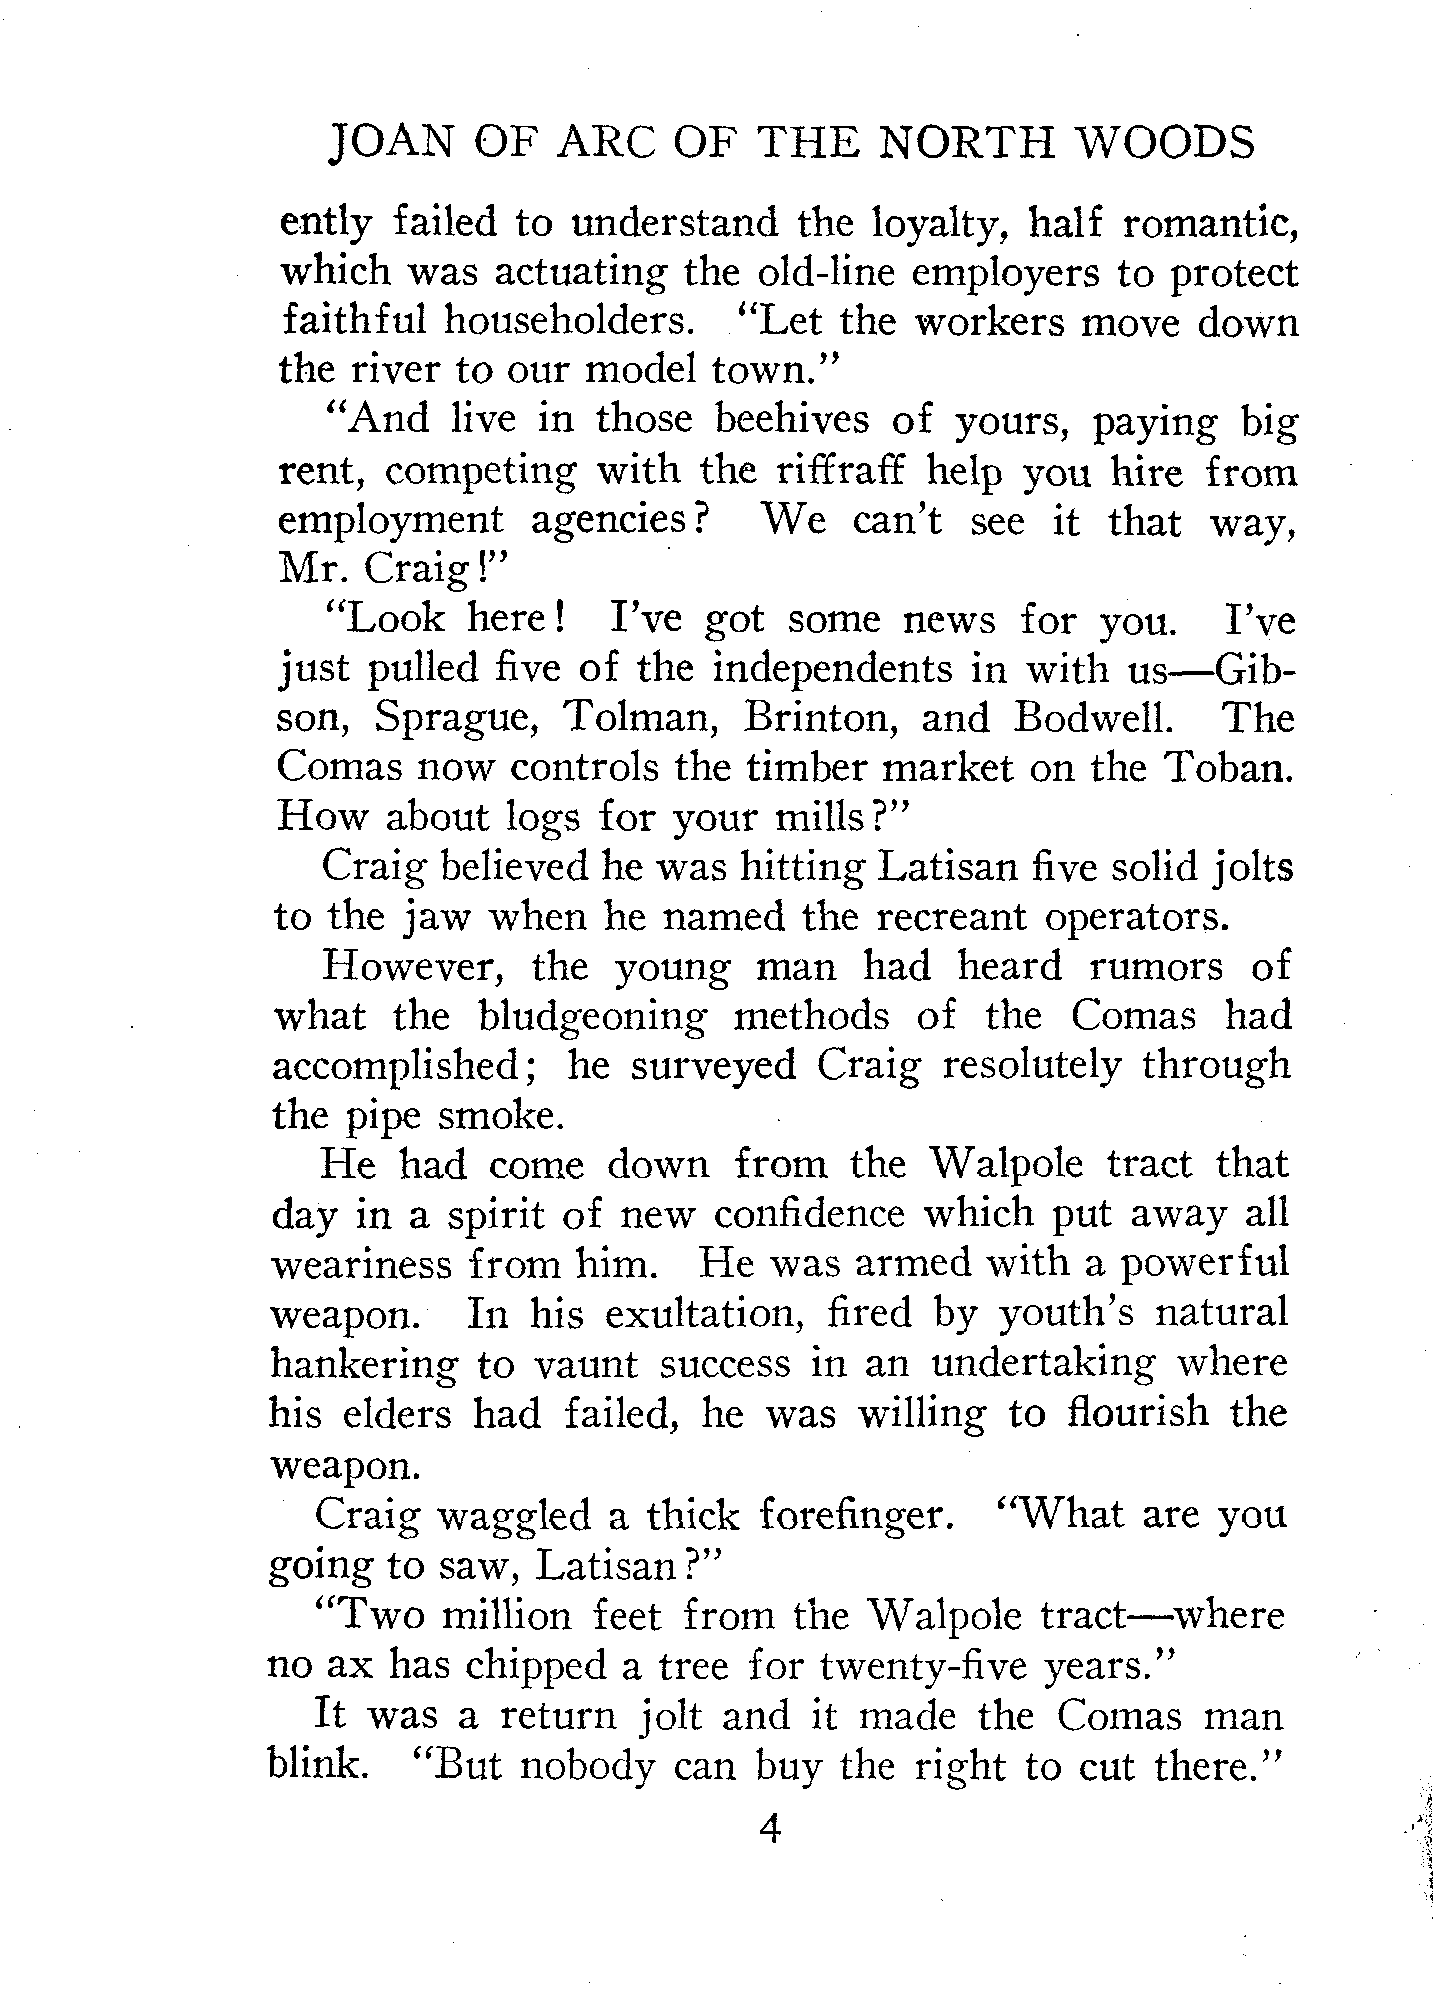 JOAN OF ARC OF THE NORTH WOODS
ently failed to understand the loyalty, half romantic,
which was actuating the old-line employers to protect
faithful householders. "Let the workers move down
the river to our model town."
"And live in those beehives of yours, paying big
rent, competing with the riffraff help you hire from
employment agencies? We can't see it that way,
Mr. Craig!"
"Look here! I've got some news for you. I've
just pulled five of the independents in with us—Gib-
son, Sprague, Tolman, Brinton, and Bodwell. The
Comas now controls the timber market on the Toban.
How about logs for your mills?"
Craig believed he was hitting Latisan five solid jolts
to the jaw when he named the recreant operators.
However, the young man had heard rumors of
what the bludgeoning methods of the Comas had
accomplished; he surveyed Craig resolutely through
the pipe smoke.
He had come down from the Walpole tract that
day in a spirit of new confidence which put away all
weariness from him. He was armed with a powerful
weapon. In his exultation, fired by youth's natural
hankering to vaunt success in an undertaking where
his elders had failed, he was willing to flourish the
weapon.
Craig waggled a thick forefinger. "What are you
going to saw, Latisan?"
"Two million feet from the Walpole tract—where
no ax has chipped a tree for twenty-five years."
It was a return jolt and it made the Comas man
blink. "But nobody can buy the right to cut there."
4